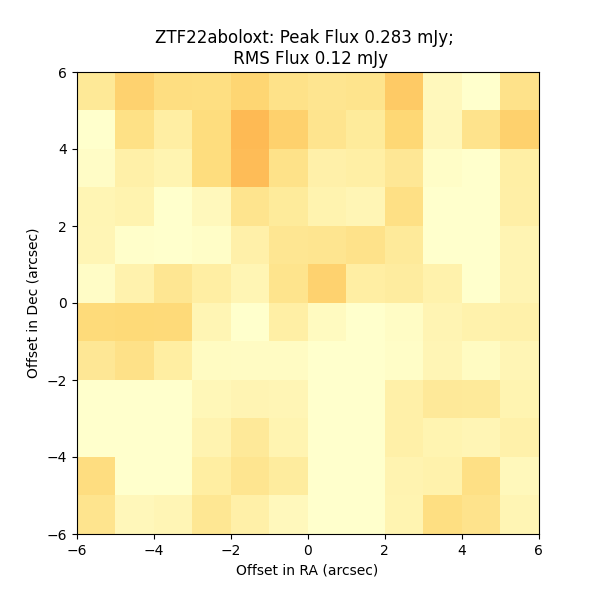 ZTF22aboloxt: Peak Flux 0.283 mJy;
RMS Flux 0.12 mJy
6
4
2
0
−2
−4
−6
Offset in Dec (arcsec)
−6 −4 −2 0 2 4 6
Offset in RA (arcsec)